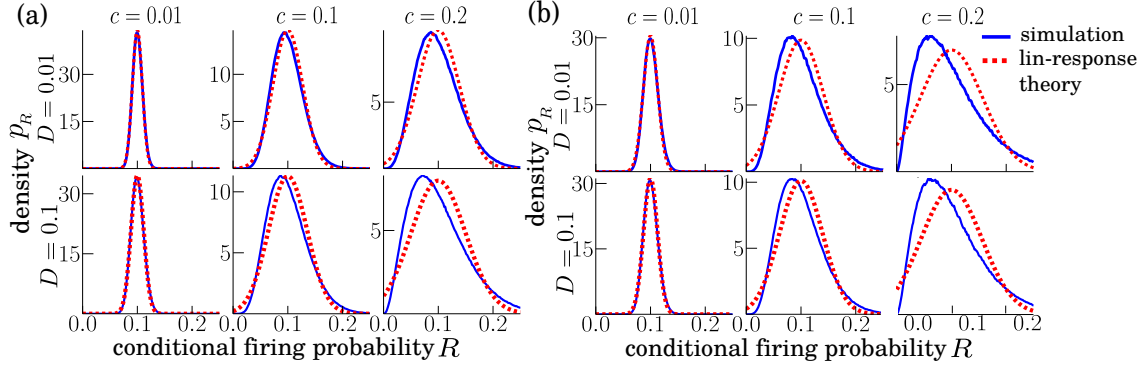 (a)
c = 0.01
c = 0.1
c = 0.2
density p_R
D = 0.01
30
15
10
5
5
D = 0.1
30
15
10
5
5
0.0 0.1 0.2
0.0 0.1 0.2
0.0 0.1 0.2
conditional firing probability R
(b)
c = 0.01
c = 0.1
c = 0.2
simulation
lin-response
theory
density p_R
D = 0.01
30
15
10
5
0
5
D = 0.1
30
15
0
10
5
0.0 0.1 0.2
0.0 0.1 0.2
0.0 0.1 0.2
conditional firing probability R